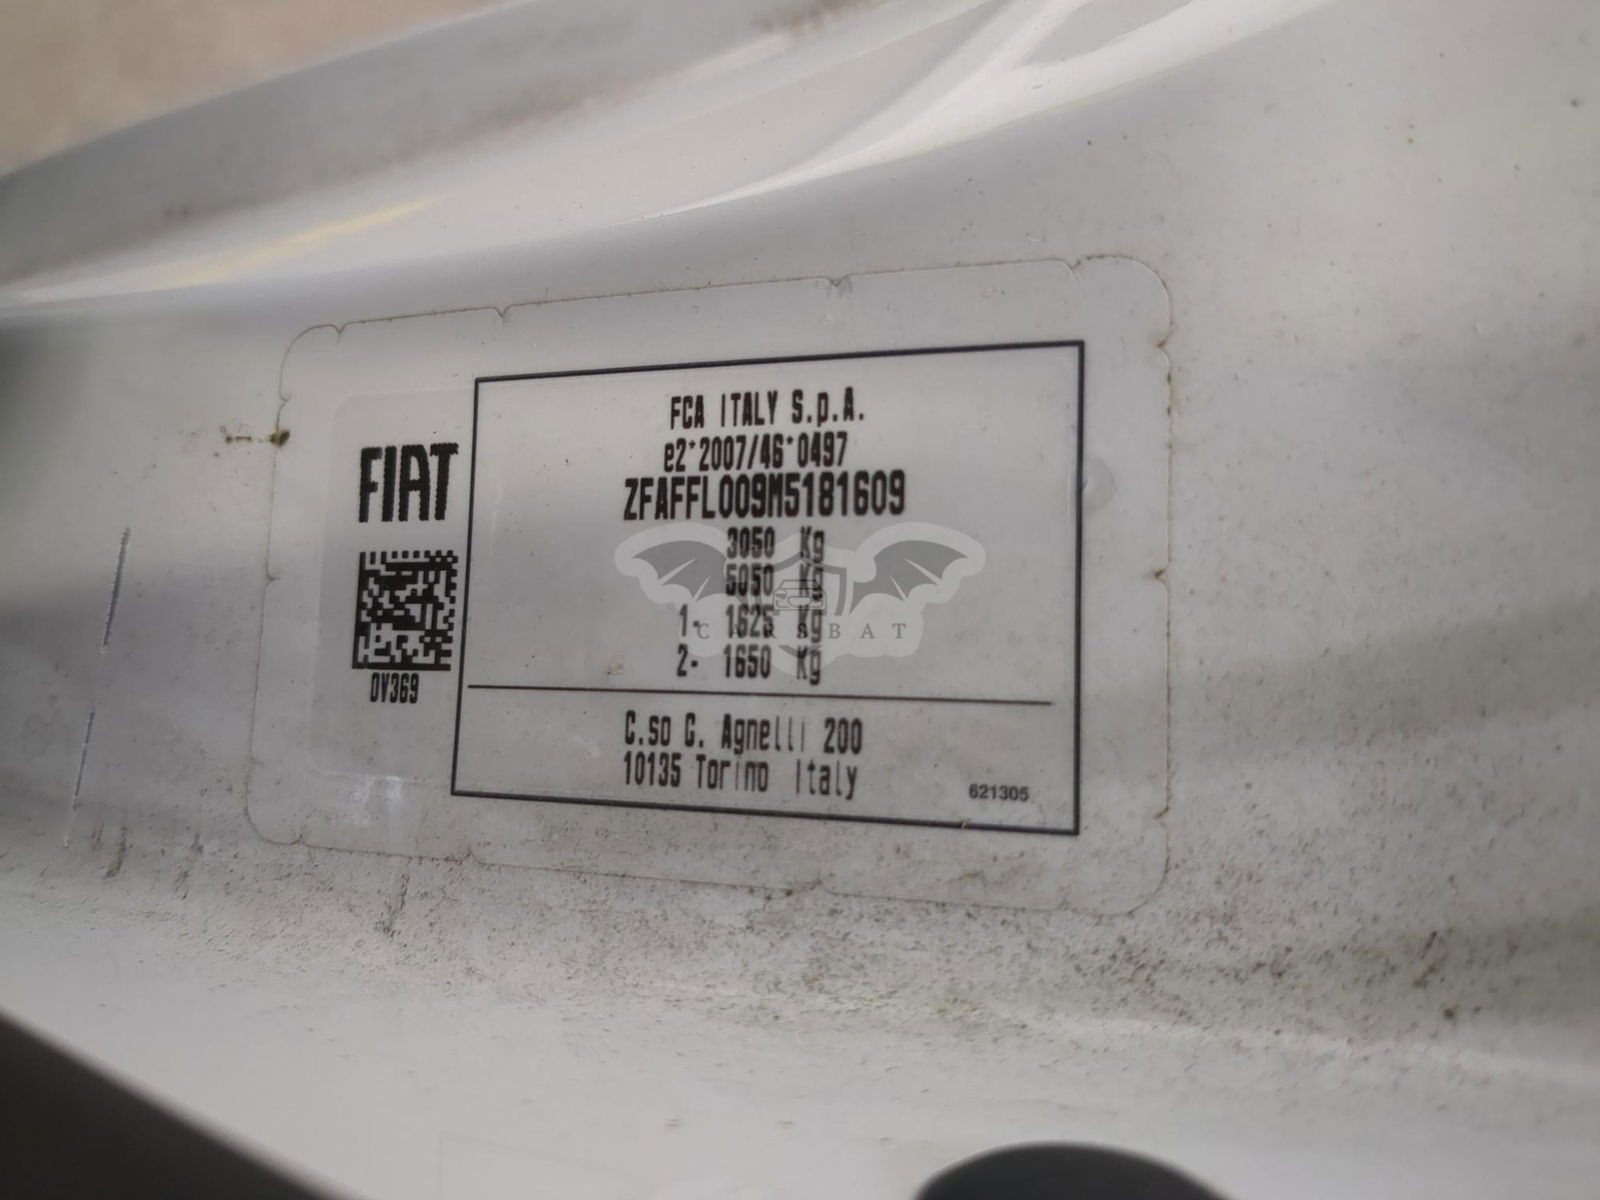 FCA ITALY S.p.A.
e2*2007/46*0497
ZFAFFL009M5181609
3050 Kg
5050 Kg
1- 1625 Kg
2- 1650 Kg
FIAT
0V369
C.so G. Agnelli 200
10135 Torino Italy
621305
CARSBAT